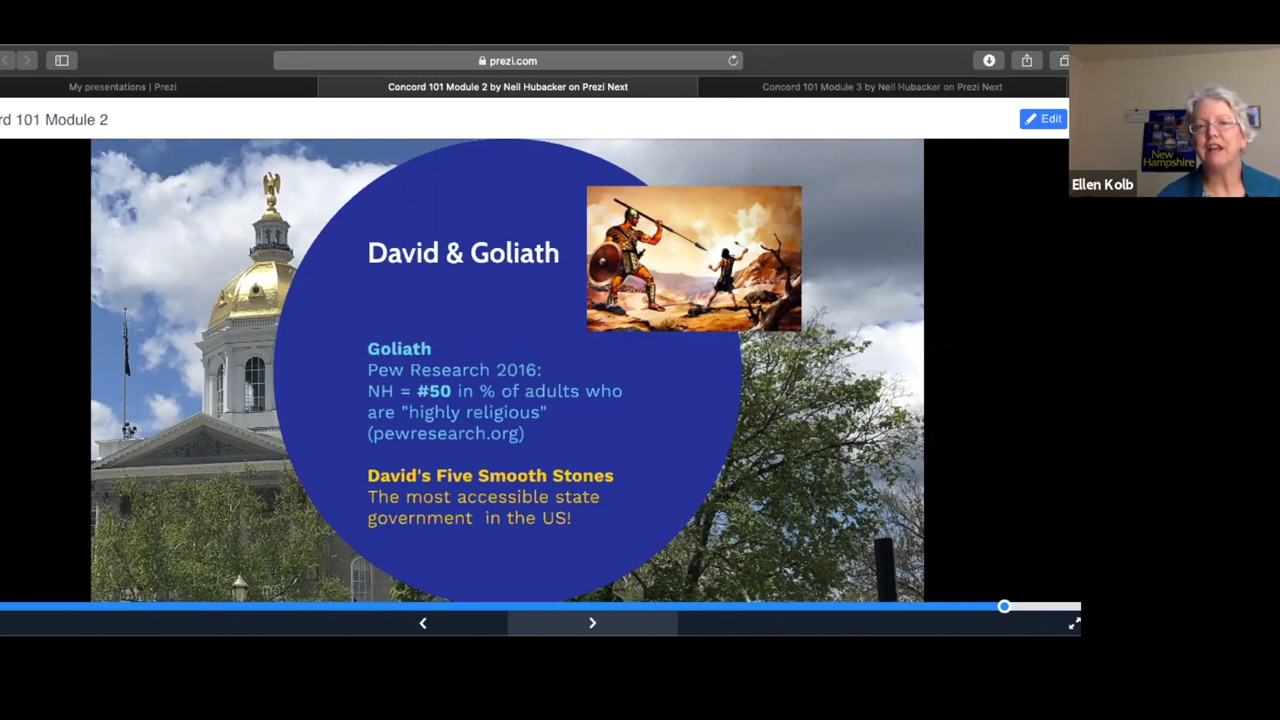 prezi.com
My presentations | Prezi
Concord 101 Module 2 by Neil Hubacker on Prezi Next
Concord 101 Module 3 by Neil Hubacker on Prezi Next
rd 101 Module 2
Edit
New
Hampshire
Ellen Kolb
David & Goliath
Goliath
Pew Research 2016:
NH = #50 in % of adults who
are "highly religious"
(pewresearch.org)
David's Five Smooth Stones
The most accessible state
government in the US!